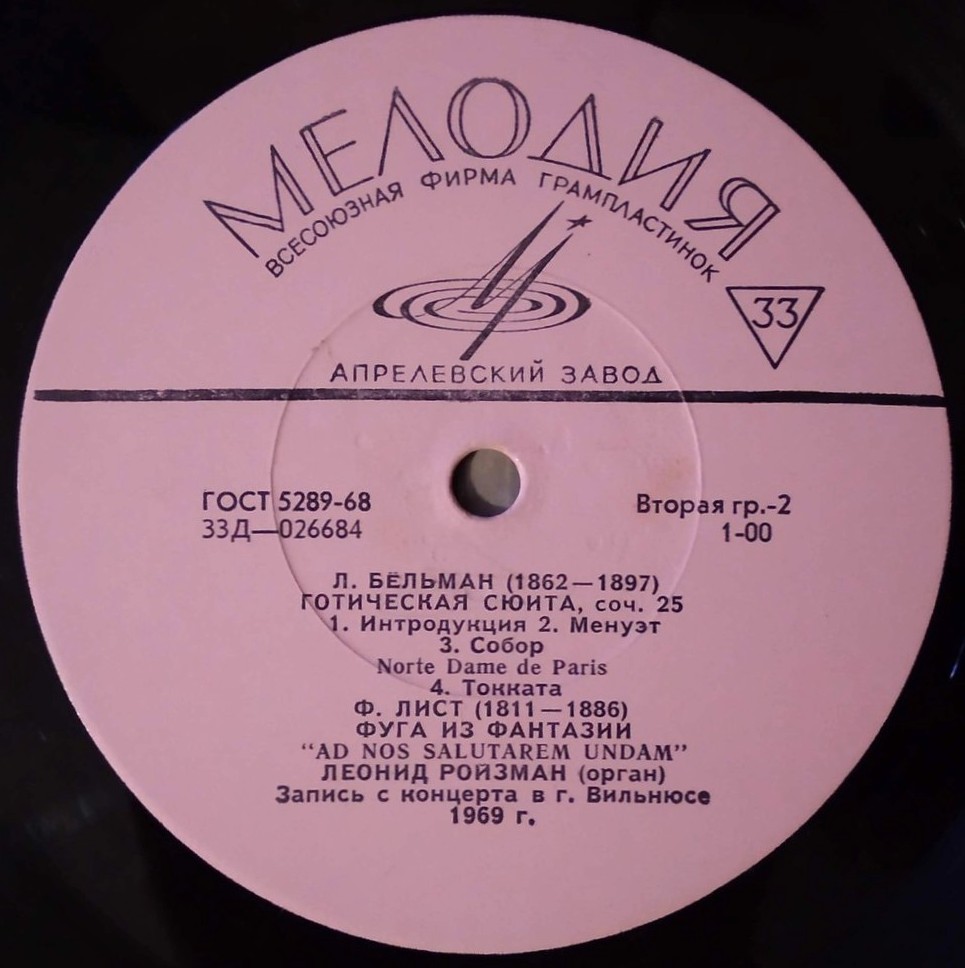 МЕЛОДИЯ
ВСЕСОЮЗНАЯ ФИРМА ГРАМПЛАСТИНОК
33
АПРЕЛЕВСКИЙ ЗАВОД
ГОСТ 5289-68
Вторая гр.-2
33Д—026684
1-00
Л. БЁЛЬМАН (1862—1897)
ГОТИЧЕСКАЯ СЮИТА, соч. 25
1. Интродукция 2. Менуэт
3. Собор
Norte Dame de Paris
4. Токката
Ф. ЛИСТ (1811—1886)
ФУГА ИЗ ФАНТАЗИИ
"AD NOS SALUTAREM UNDAM"
ЛЕОНИД РОЙЗМАН (орган)
Запись с концерта в г. Вильнюсе
1969 г.